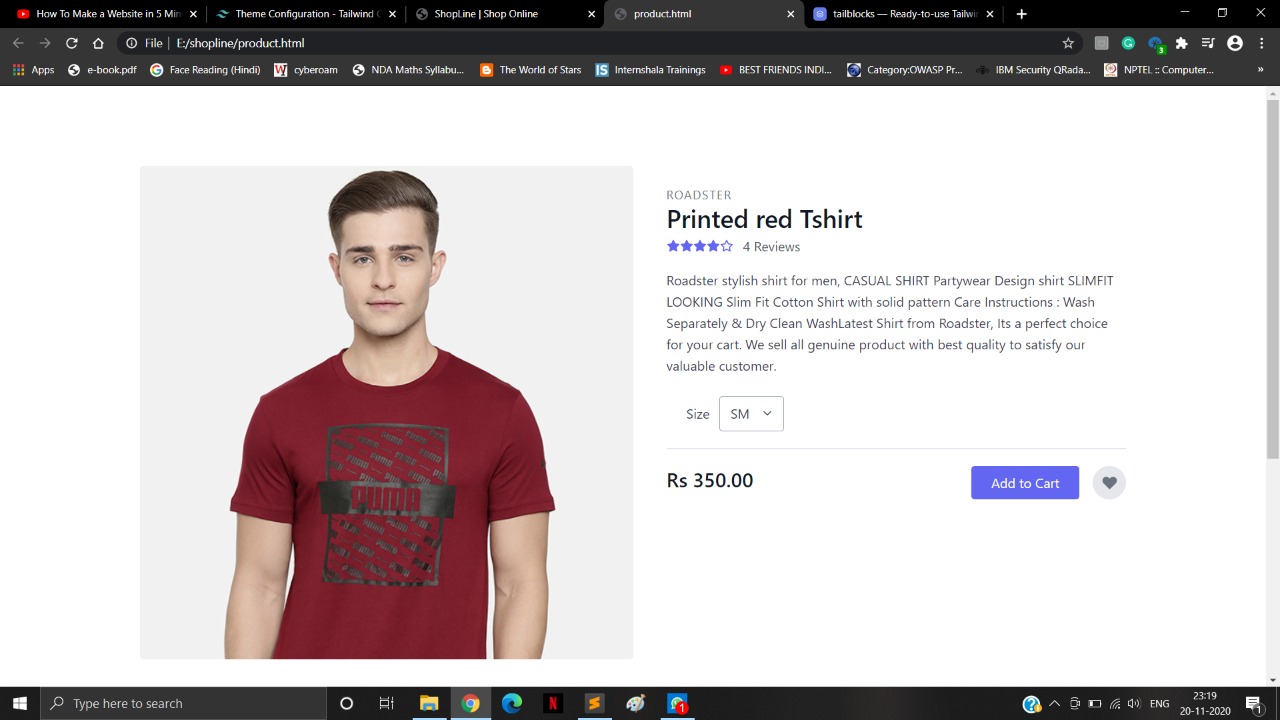 How To Make a Website in 5 Min
Theme Configuration - Tailwind C
ShopLine | Shop Online
product.html
tailblocks — Ready-to-use Tailwin
File | E:/shopline/product.html
3
Apps
e-book.pdf
Face Reading (Hindi)
W cyberoam
NDA Maths Syllabu...
The World of Stars
IS Internshala Trainings
BEST FRIENDS INDI...
Category:OWASP Pr...
IBM Security QRada...
NPTEL :: Computer...
»
ROADSTER
Printed red Tshirt
4 Reviews
Roadster stylish shirt for men, CASUAL SHIRT Partywear Design shirt SLIMFIT
LOOKING Slim Fit Cotton Shirt with solid pattern Care Instructions : Wash
Separately & Dry Clean WashLatest Shirt from Roadster, Its a perfect choice
for your cart. We sell all genuine product with best quality to satisfy our
valuable customer.
Size SM
Rs 350.00
Add to Cart
PUMA
Type here to search
N
1
ENG
23:19
20-11-2020
1